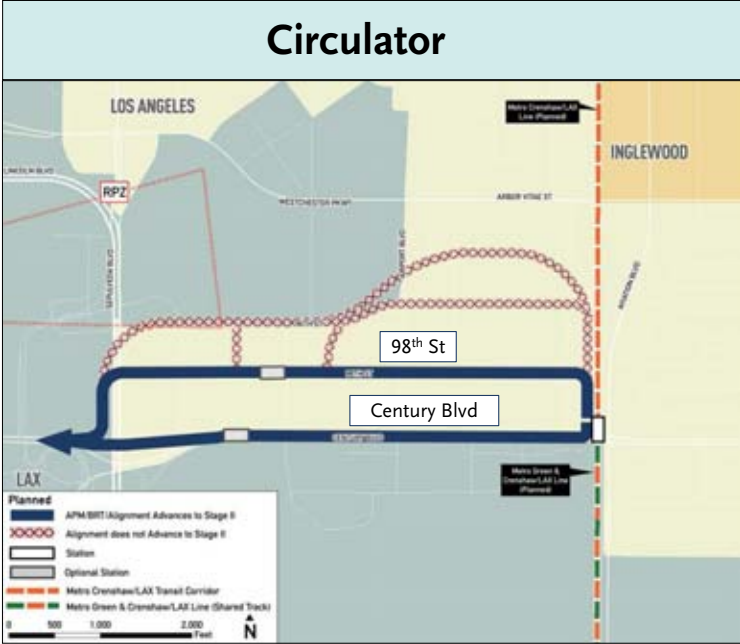 Circulator
LOS ANGELES
Metro Crenshaw/LAX
Line (Planned)
INGLEWOOD
LINCOLN BLVD
RPZ
WESTCHESTER PKWY
ARBOR VITAE ST
SEPULVEDA BLVD
AIRPORT BLVD
AVIATION BLVD
98th St
Century Blvd
LAX
Metro Green &
Crenshaw/LAX Line
(Planned)
Planned
APM/BRT/Alignment Advances to Stage II
Alignment does not Advance to Stage II
Station
Optional Station
Metro Crenshaw/LAX Transit Corridor
Metro Green & Crenshaw/LAX Line (Shared Track)
0 500 1,000 2,000
Feet
N